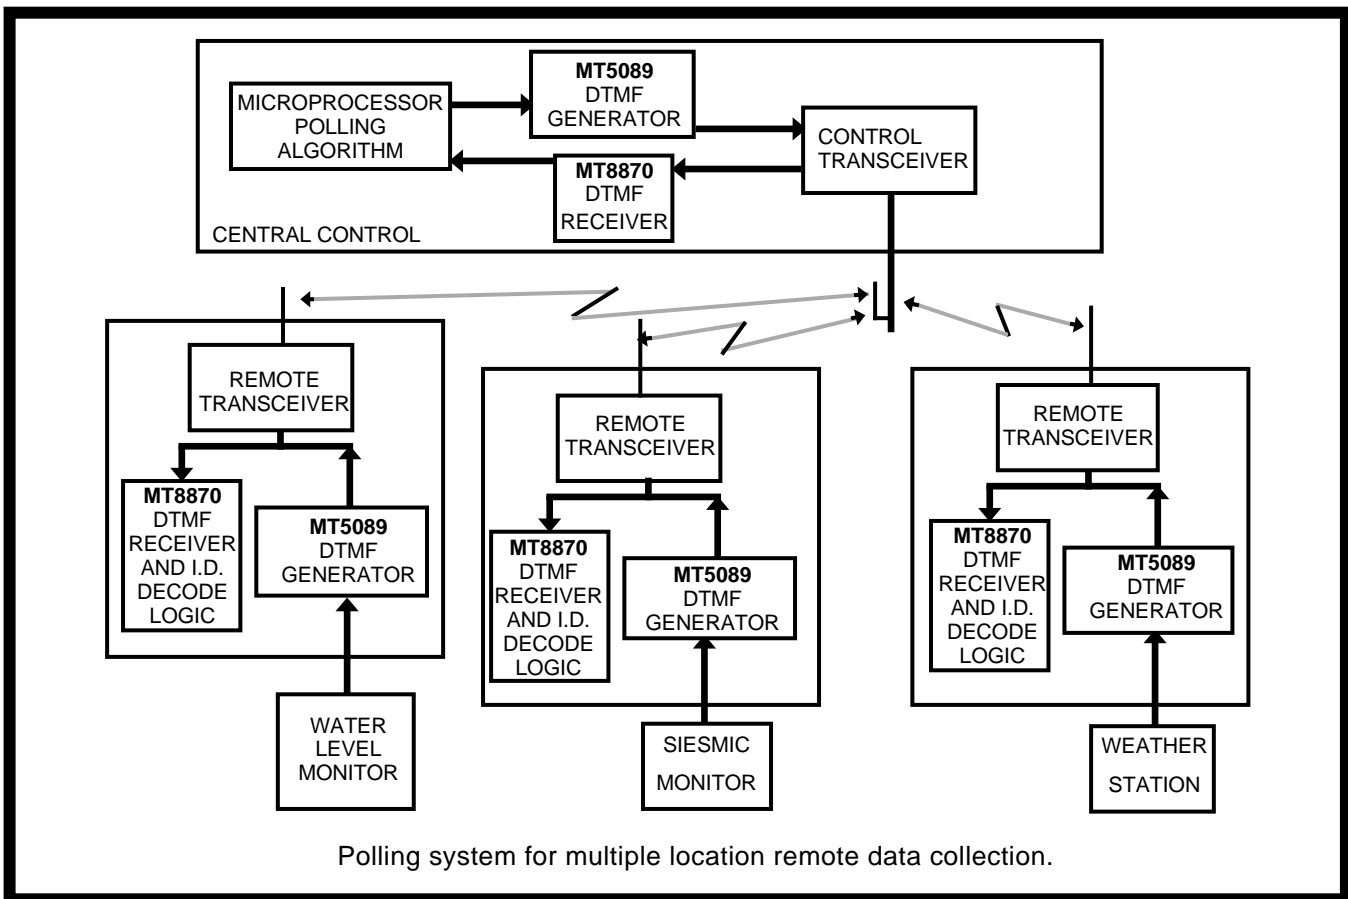 MICROPROCESSOR
POLLING
ALGORITHM
MT5089
DTMF
GENERATOR
MT8870
DTMF
RECEIVER
CONTROL
TRANSCEIVER
CENTRAL CONTROL
REMOTE
TRANSCEIVER
MT8870
DTMF
RECEIVER
AND I.D.
DECODE
LOGIC
MT5089
DTMF
GENERATOR
WATER
LEVEL
MONITOR
REMOTE
TRANSCEIVER
MT8870
DTMF
RECEIVER
AND I.D.
DECODE
LOGIC
MT5089
DTMF
GENERATOR
SIESMIC
MONITOR
REMOTE
TRANSCEIVER
MT8870
DTMF
RECEIVER
AND I.D.
DECODE
LOGIC
MT5089
DTMF
GENERATOR
WEATHER
STATION
Polling system for multiple location remote data collection.